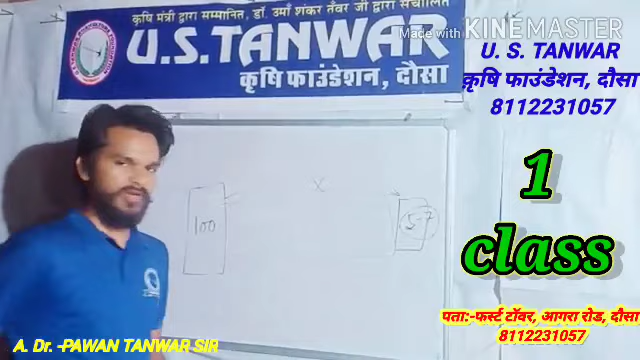 कृषि मंत्री द्वारा सम्मानित, डॉ. उमाँ शंकर तँवर जी द्वारा संचालित
U.S.TANWAR
कृषि फाउंडेशन, दौसा
Made with KINEMASTER
U. S. TANWAR
कृषि फाउंडेशन, दौसा
8112231057
1
class
X
100
पता:-फर्स्ट टॉवर, आगरा रोड, दौसा
8112231057
A. Dr. -PAWAN TANWAR SIR